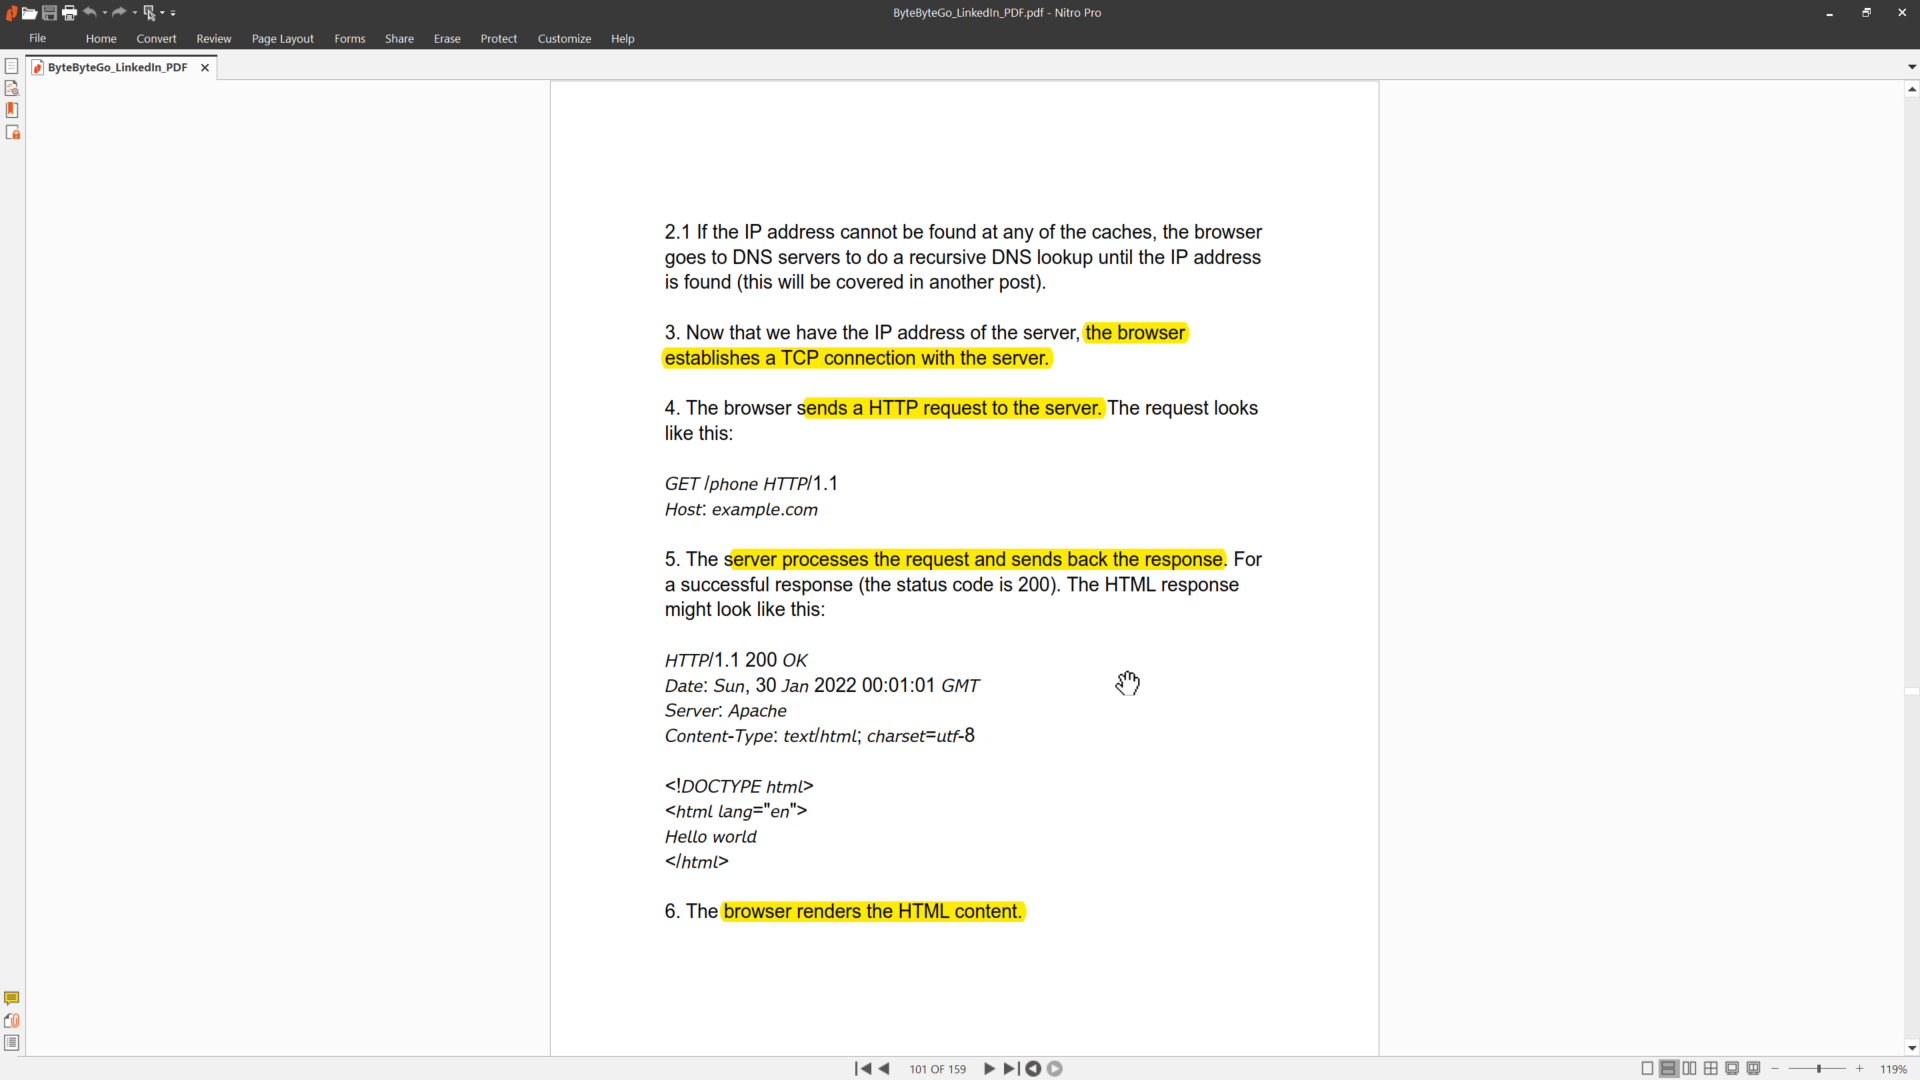 ByteByteGo_LinkedIn_PDF.pdf - Nitro Pro
File Home Convert Review Page Layout Forms Share Erase Protect Customize Help
ByteByteGo_LinkedIn_PDF
2.1 If the IP address cannot be found at any of the caches, the browser
goes to DNS servers to do a recursive DNS lookup until the IP address
is found (this will be covered in another post).
3. Now that we have the IP address of the server, the browser
establishes a TCP connection with the server.
4. The browser sends a HTTP request to the server. The request looks
like this:
GET /phone HTTP/1.1
Host: example.com
5. The server processes the request and sends back the response. For
a successful response (the status code is 200). The HTML response
might look like this:
HTTP/1.1 200 OK
Date: Sun, 30 Jan 2022 00:01:01 GMT
Server: Apache
Content-Type: text/html; charset=utf-8
<!DOCTYPE html>
<html lang="en">
Hello world
</html>
6. The browser renders the HTML content.
101 OF 159
119%